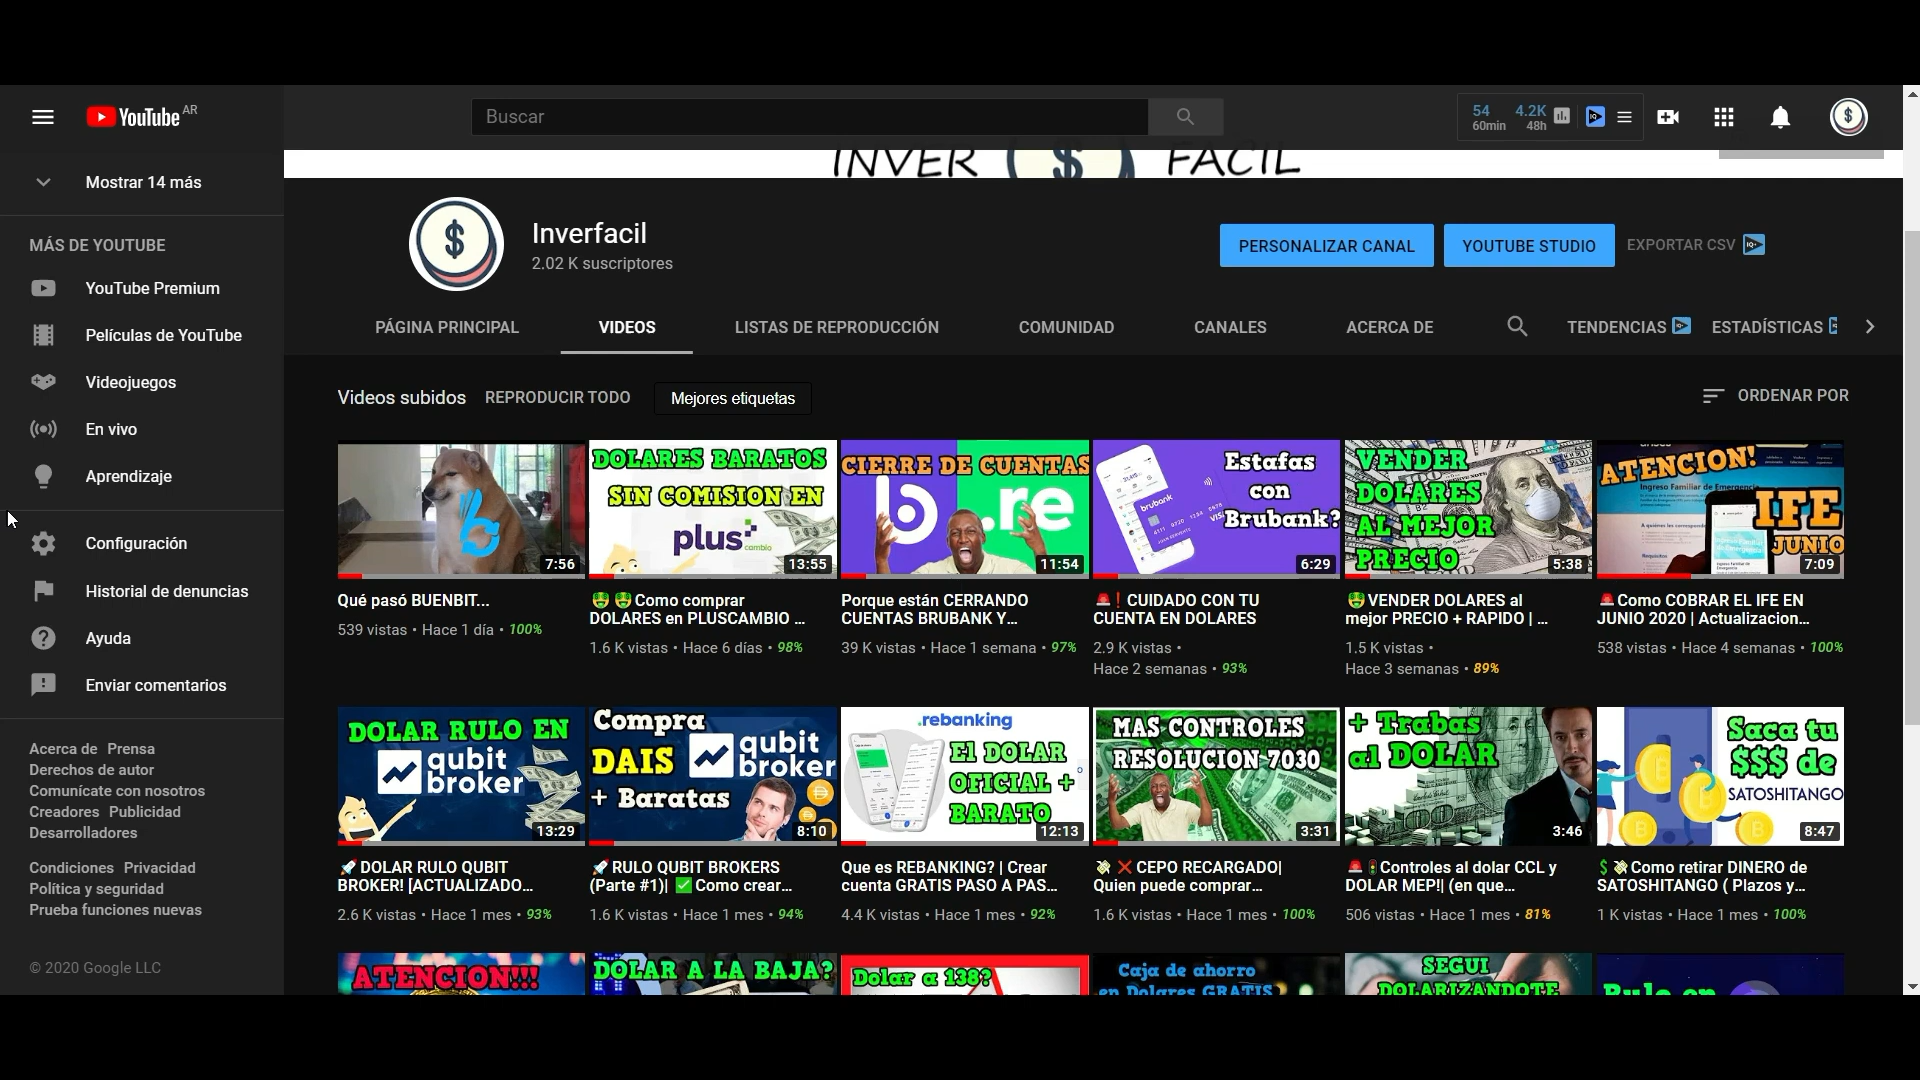 YouTube AR
Buscar
54
60min
4.2K
48h
INVER $ FACIL
Mostrar 14 más
MÁS DE YOUTUBE
YouTube Premium
Películas de YouTube
Videojuegos
En vivo
Aprendizaje
Configuración
Historial de denuncias
Ayuda
Enviar comentarios
Acerca de Prensa
Derechos de autor
Comunícate con nosotros
Creadores Publicidad
Desarrolladores
Condiciones Privacidad
Política y seguridad
Prueba funciones nuevas
© 2020 Google LLC
$
Inverfacil
2.02 K suscriptores
PERSONALIZAR CANAL
YOUTUBE STUDIO
EXPORTAR CSV
PÁGINA PRINCIPAL
VIDEOS
LISTAS DE REPRODUCCIÓN
COMUNIDAD
CANALES
ACERCA DE
TENDENCIAS
ESTADÍSTICAS
Videos subidos
REPRODUCIR TODO
Mejores etiquetas
ORDENAR POR
7:56
Qué pasó BUENBIT...
539 vistas • Hace 1 día • 100%
DOLARES BARATOS
SIN COMISION EN
plus
cambio
13:55
🤑 🤑Como comprar
DOLARES en PLUSCAMBIO ...
1.6 K vistas • Hace 6 días • 98%
CIERRE DE CUENTAS
b .re
11:54
Porque están CERRANDO
CUENTAS BRUBANK Y...
39 K vistas • Hace 1 semana • 97%
Estafas
con
Brubank?
brubank
VISA
6:29
🚨❗ CUIDADO CON TU
CUENTA EN DOLARES
2.9 K vistas •
Hace 2 semanas • 93%
VENDER
DOLARES
AL MEJOR
PRECIO
5:38
🤑VENDER DOLARES al
mejor PRECIO + RAPIDO | ...
1.5 K vistas •
Hace 3 semanas • 89%
ATENCION!
Ingreso Familiar de Emergencia
IFE
JUNIO
7:09
🚨Como COBRAR EL IFE EN
JUNIO 2020 | Actualizacion...
538 vistas • Hace 4 semanas • 100%
DOLAR RULO EN
qubit
broker
13:29
🚀DOLAR RULO QUBIT
BROKER! [ACTUALIZADO...
2.6 K vistas • Hace 1 mes • 93%
Compra
DAIS
+ Baratas
qubit
broker
8:10
🚀RULO QUBIT BROKERS
(Parte #1)| ✅Como crear...
1.6 K vistas • Hace 1 mes • 94%
.rebanking
El DOLAR
OFICIAL +
BARATO
12:13
Que es REBANKING? | Crear
cuenta GRATIS PASO A PAS...
4.4 K vistas • Hace 1 mes • 92%
MAS CONTROLES
RESOLUCION 7030
3:31
💸 ❌ CEPO RECARGADO|
Quien puede comprar...
1.6 K vistas • Hace 1 mes • 100%
+ Trabas
al DOLAR
3:46
🚨🚦Controles al dolar CCL y
DOLAR MEP!| (en que...
506 vistas • Hace 1 mes • 81%
Saca tu
$$$ de
SATOSHITANGO
8:47
💲💸Como retirar DINERO de
SATOSHITANGO ( Plazos y...
1 K vistas • Hace 1 mes • 100%
ATENCION!!!
DOLAR A LA BAJA?
Dolar a 138?
Caja de ahorro
en Dolares GRATIS
SEGUI
DOLARIZANDOTE
Rulo en